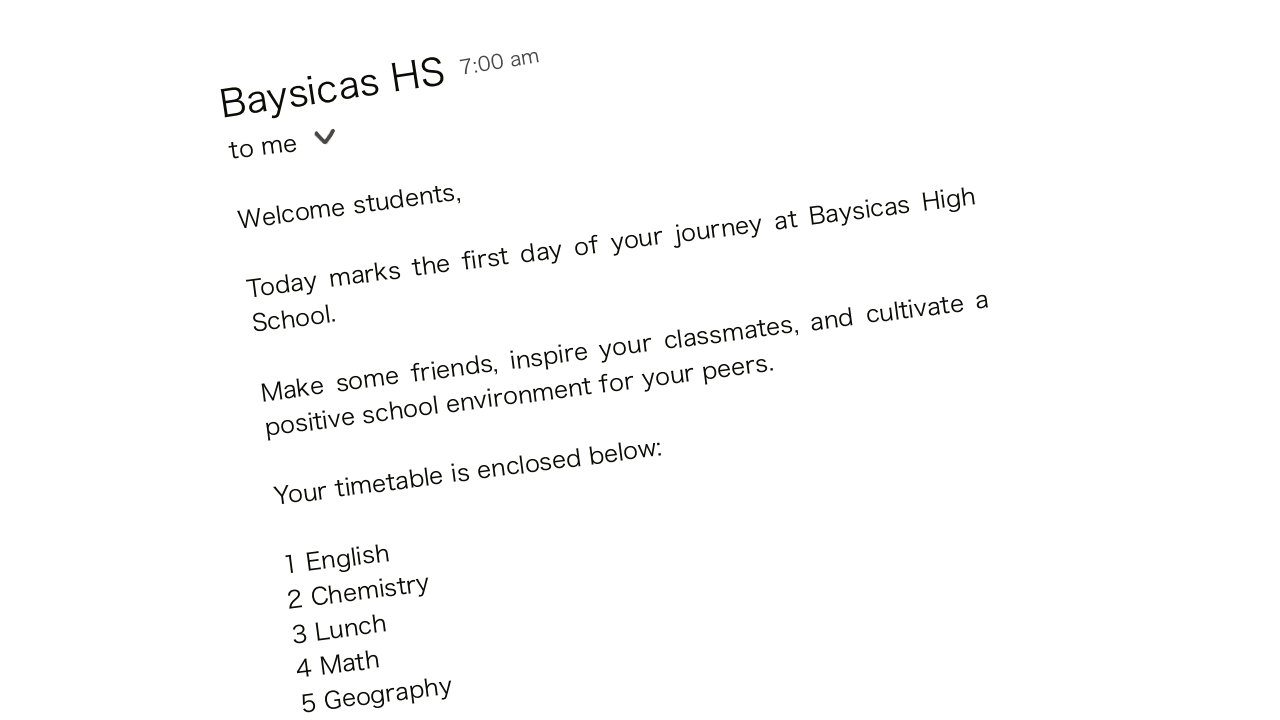 Baysicas HS 7:00 am
to me
Welcome students,
Today marks the first day of your journey at Baysicas High
School.
Make some friends, inspire your classmates, and cultivate a
positive school environment for your peers.
Your timetable is enclosed below:
1 English
2 Chemistry
3 Lunch
4 Math
5 Geography